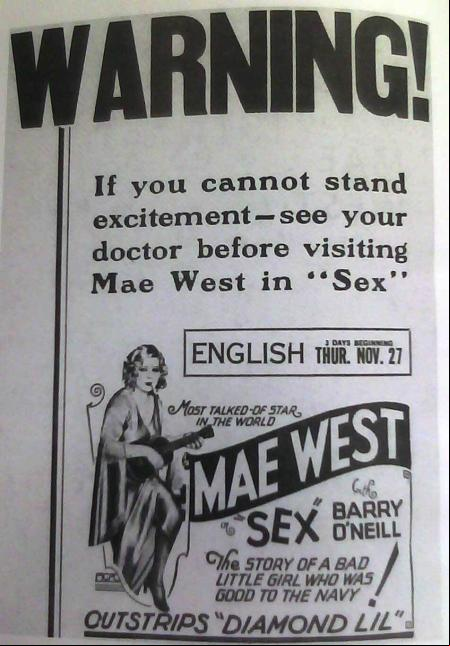 WARNING!
If you cannot stand
excitement—see your
doctor before visiting
Mae West in “Sex”
ENGLISH
3 DAYS BEGINNING
THUR. NOV. 27
MOST TALKED-OF STAR
IN THE WORLD
MAE WEST
in "SEX"
with BARRY
O'NEILL
The STORY OF A BAD
LITTLE GIRL WHO WAS
GOOD TO THE NAVY!
OUTSTRIPS "DIAMOND LIL"